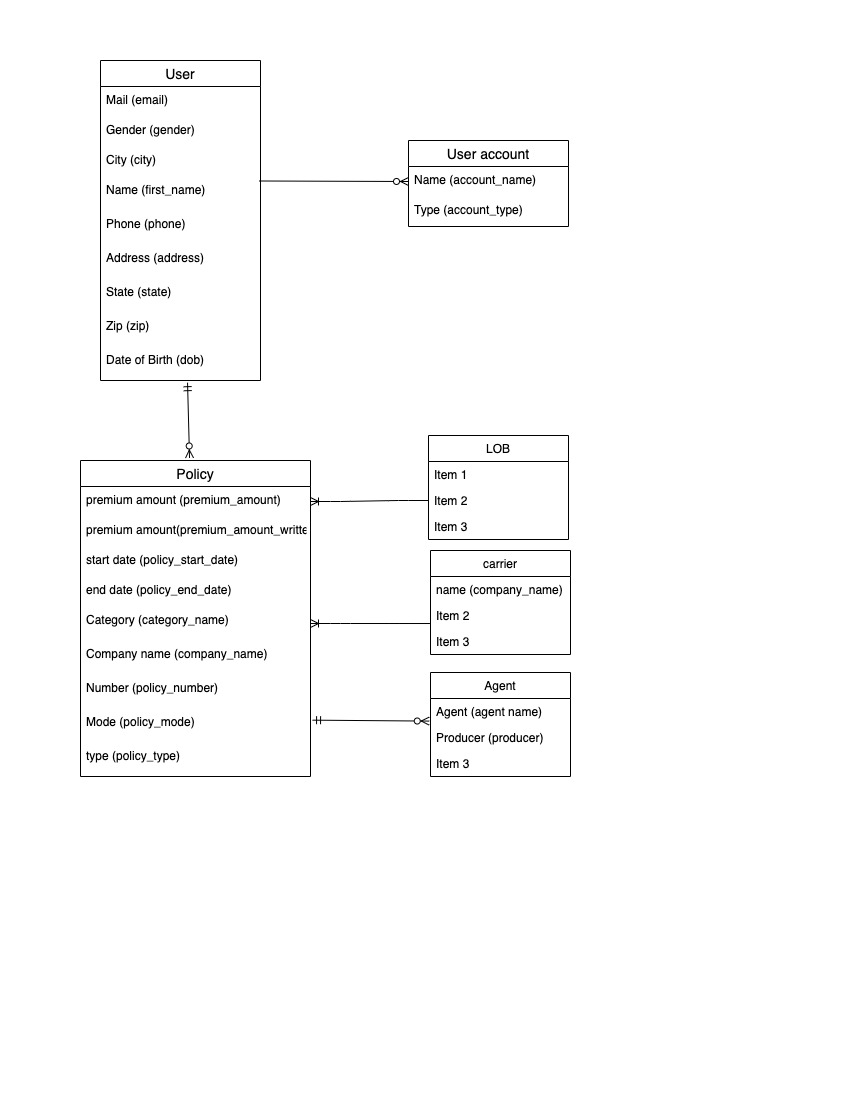 User
Mail (email)
Gender (gender)
City (city)
Name (first_name)
Phone (phone)
Address (address)
State (state)
Zip (zip)
Date of Birth (dob)
User account
Name (account_name)
Type (account_type)
Policy
premium amount (premium_amount)
premium amount(premium_amount_writte
start date (policy_start_date)
end date (policy_end_date)
Category (category_name)
Company name (company_name)
Number (policy_number)
Mode (policy_mode)
type (policy_type)
LOB
Item 1
Item 2
Item 3
carrier
name (company_name)
Item 2
Item 3
Agent
Agent (agent name)
Producer (producer)
Item 3